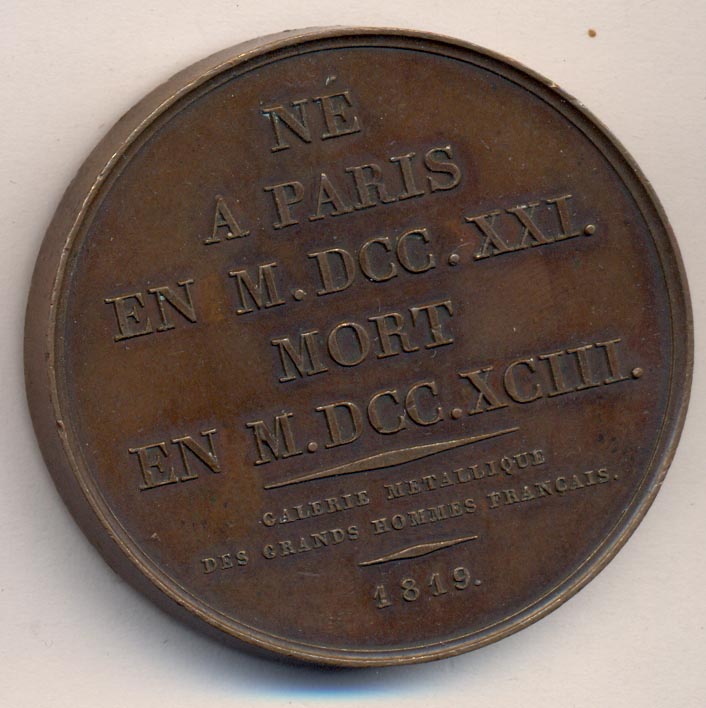 NÉ
A PARIS
EN M.DCC.XXI.
MORT
EN M.DCC.XCIII.
GALERIE METALLIQUE
DES GRANDS HOMMES FRANÇAIS.
1819.